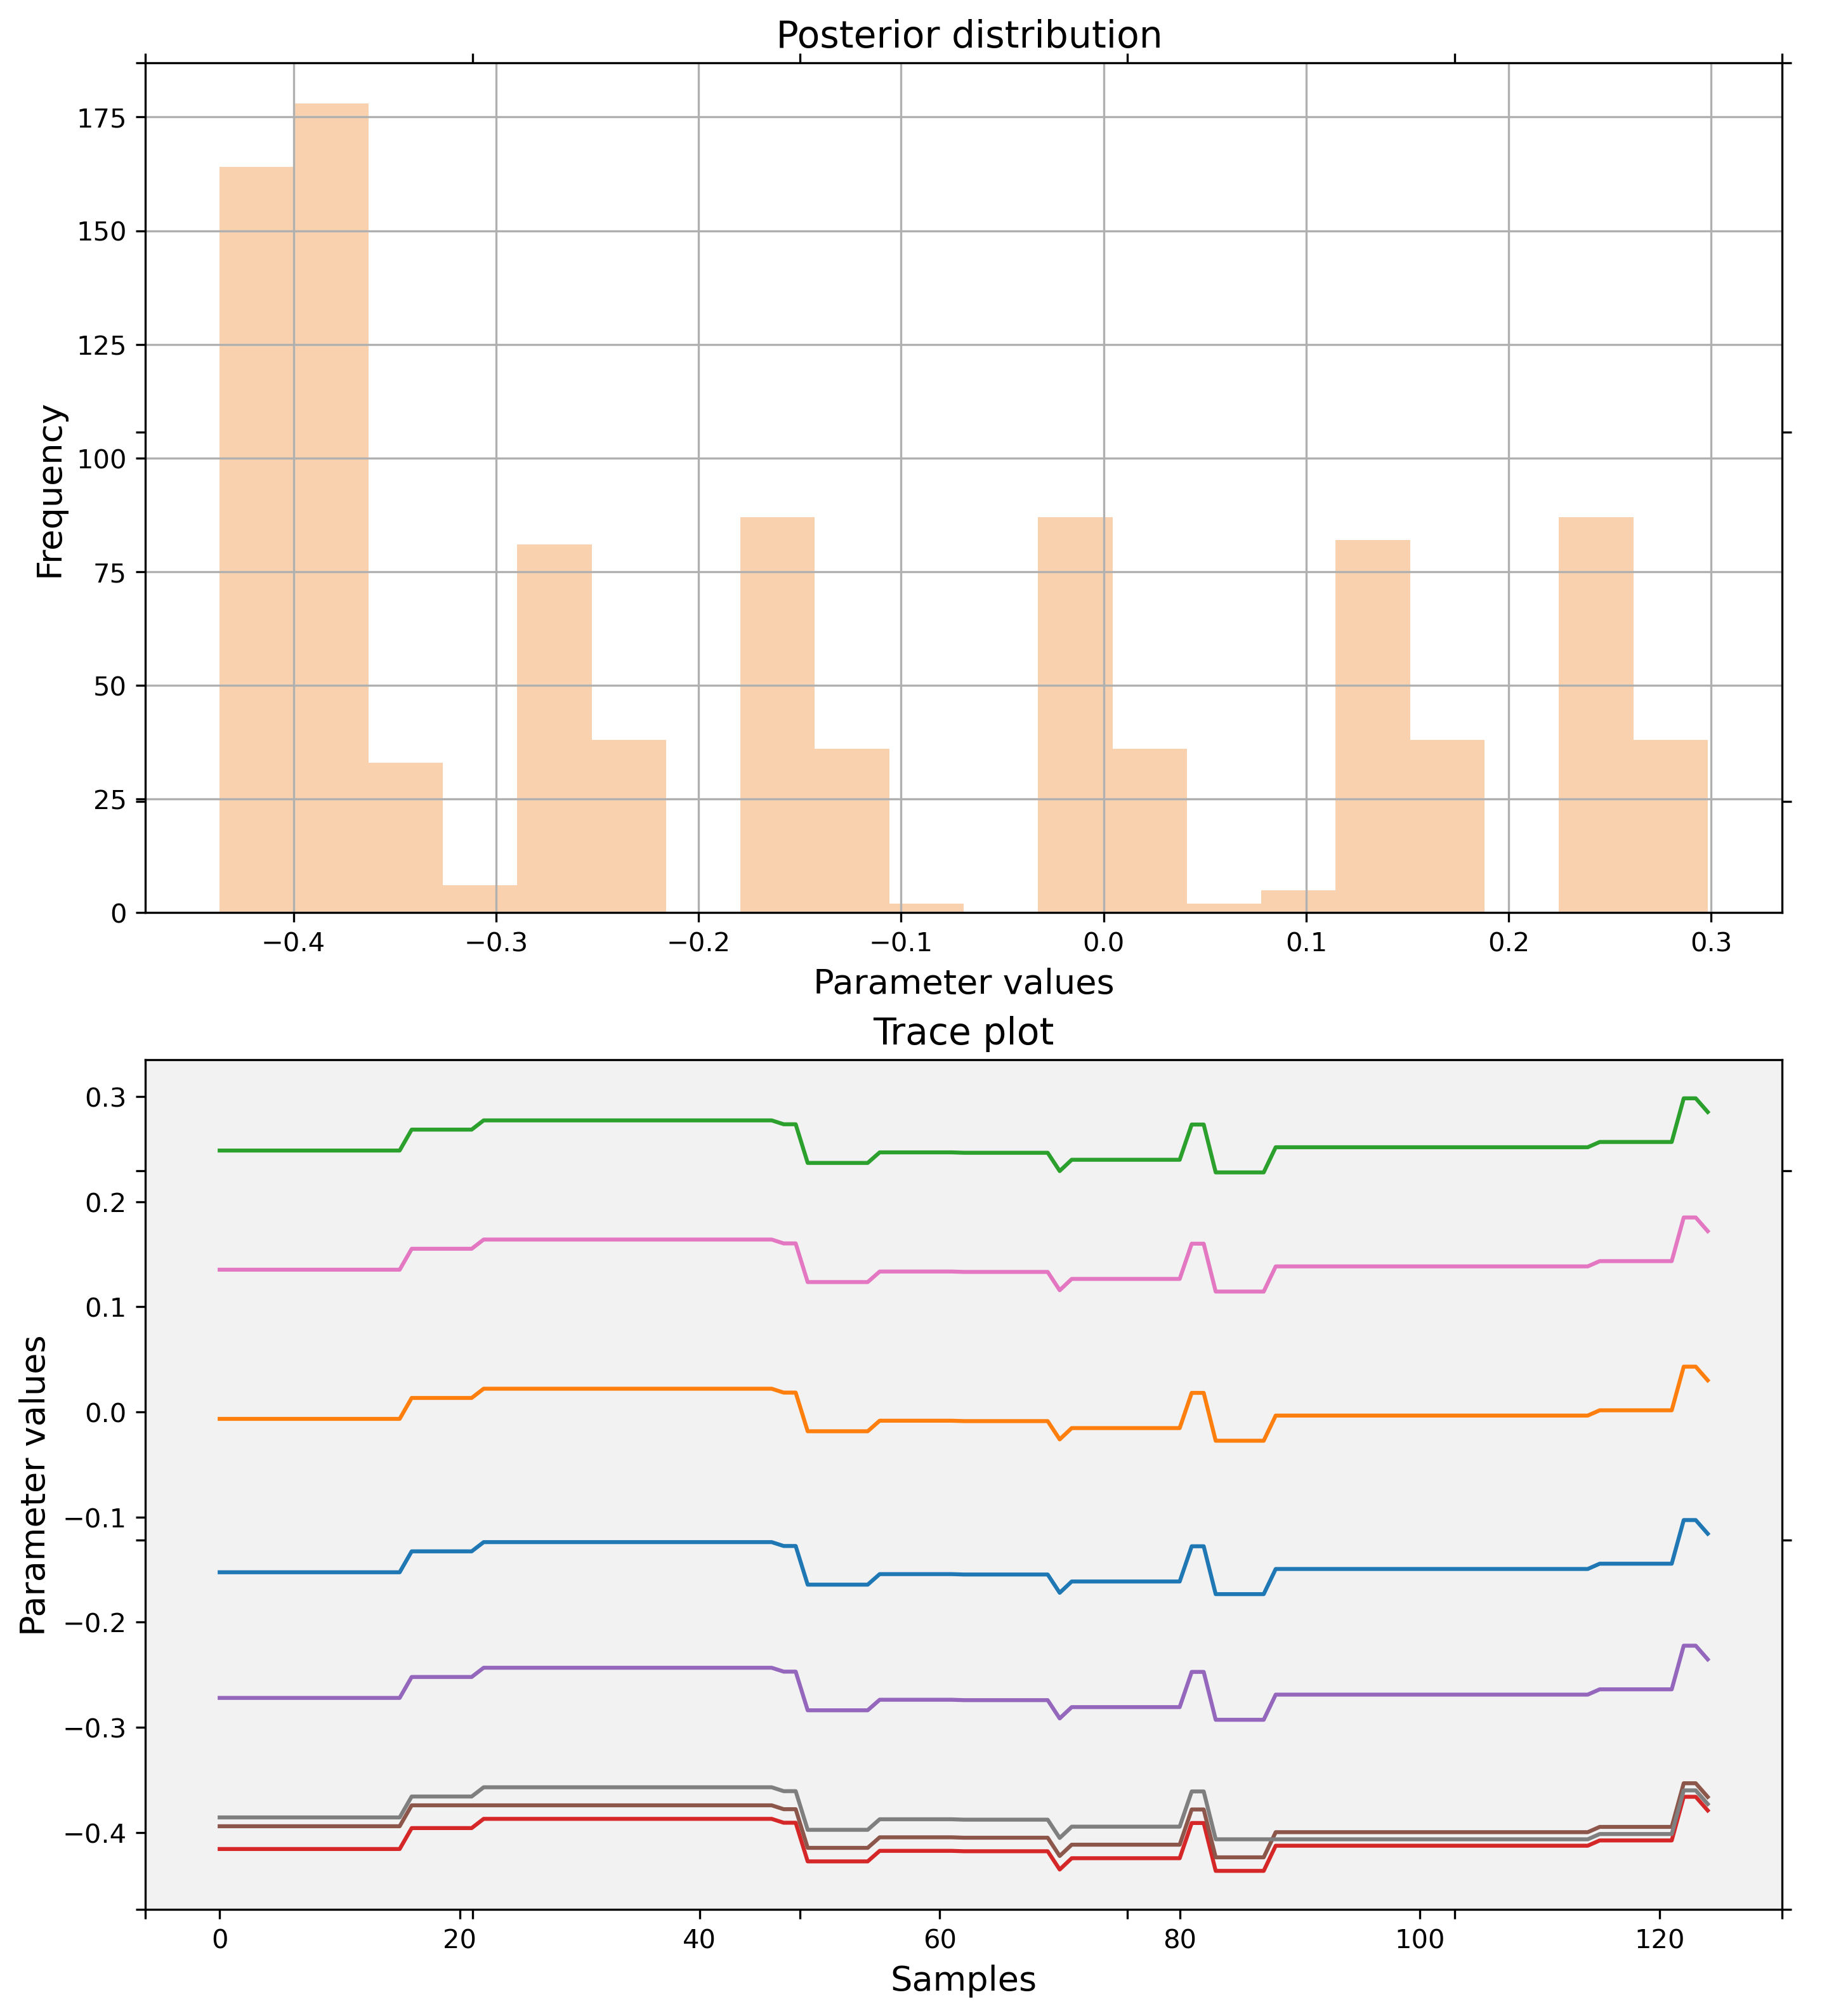 Posterior distribution
175
150
125
100
75
50
25
0
Frequency
−0.4 −0.3 −0.2 −0.1 0.0 0.1 0.2 0.3
Parameter values
Trace plot
0.3
0.2
0.1
0.0
−0.1
−0.2
−0.3
−0.4
Parameter values
0 20 40 60 80 100 120
Samples